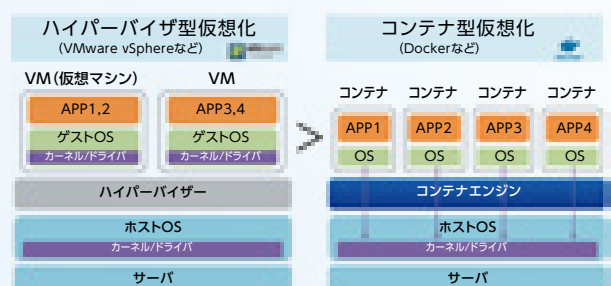 ハイパーバイザ型仮想化
(VMware vSphereなど)
VM(仮想マシン)
VM
APP1,2
APP3,4
ゲストOS
ゲストOS
カーネル/ドライバ
カーネル/ドライバ
ハイパーバイザー
ホストOS
カーネル/ドライバ
サーバ
>
コンテナ型仮想化
(Dockerなど)
コンテナ
コンテナ
コンテナ
コンテナ
APP1
APP2
APP3
APP4
OS
OS
OS
OS
コンテナエンジン
ホストOS
カーネル/ドライバ
サーバ